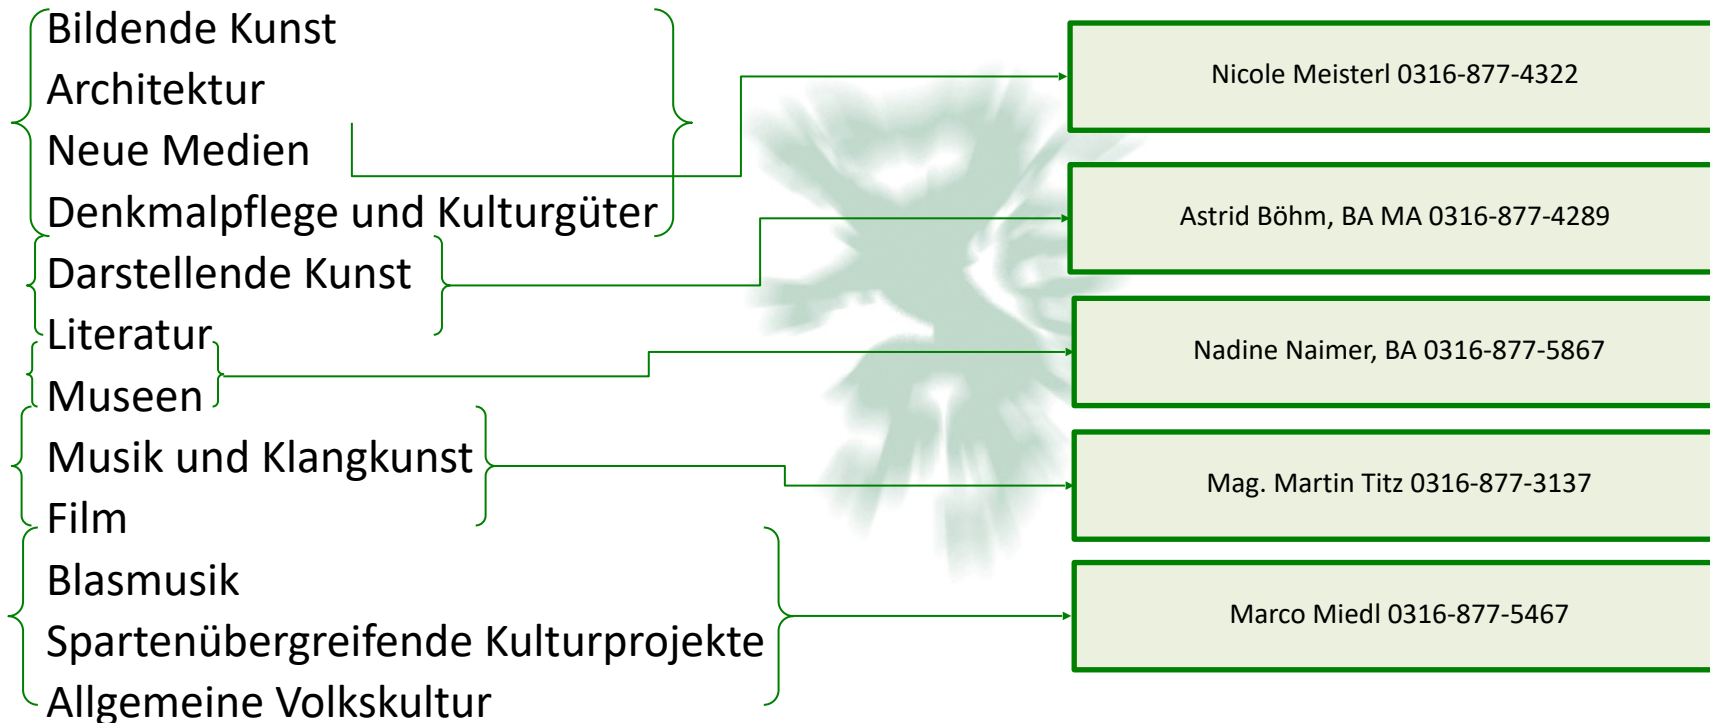 Bildende Kunst
Architektur
Neue Medien
Denkmalpflege und Kulturgüter
Darstellende Kunst
Literatur
Museen
Musik und Klangkunst
Film
Blasmusik
Spartenübergreifende Kulturprojekte
Allgemeine Volkskultur
Nicole Meisterl 0316-877-4322
Astrid Böhm, BA MA 0316-877-4289
Nadine Naimer, BA 0316-877-5867
Mag. Martin Titz 0316-877-3137
Marco Miedl 0316-877-5467